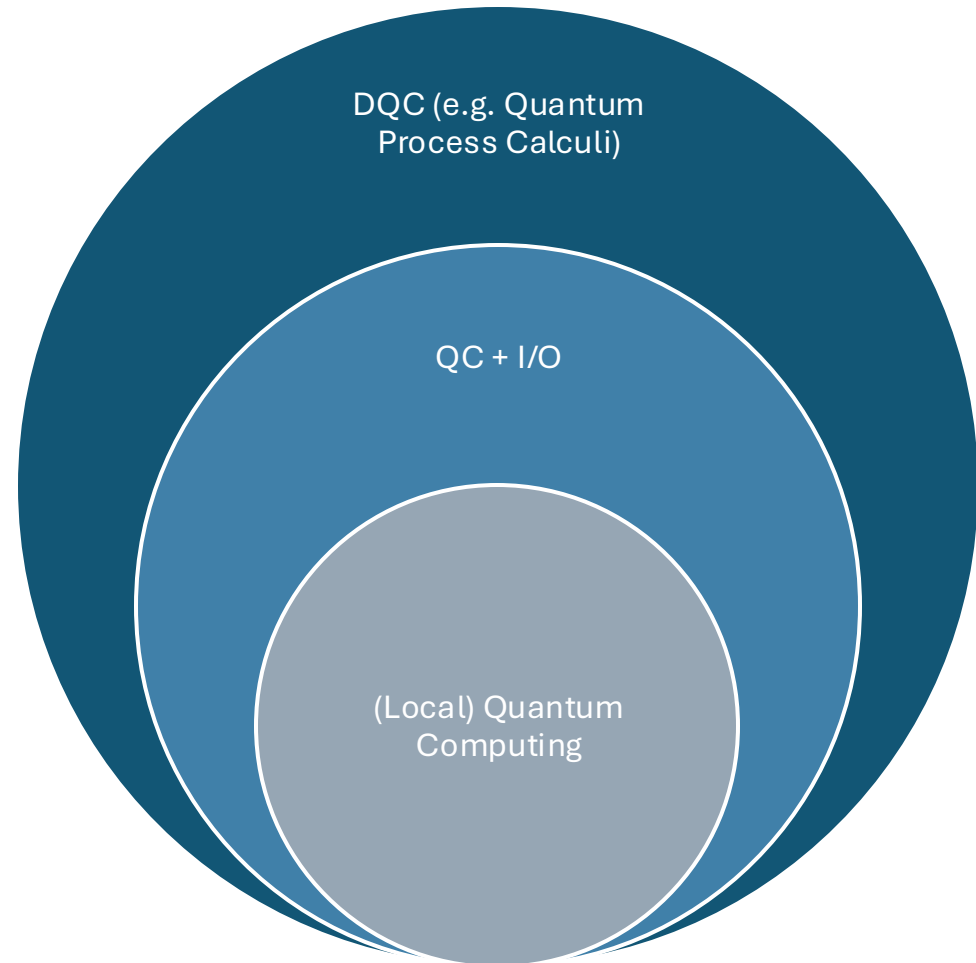 DQC (e.g. Quantum
Process Calculi)
QC + I/O
(Local) Quantum
Computing